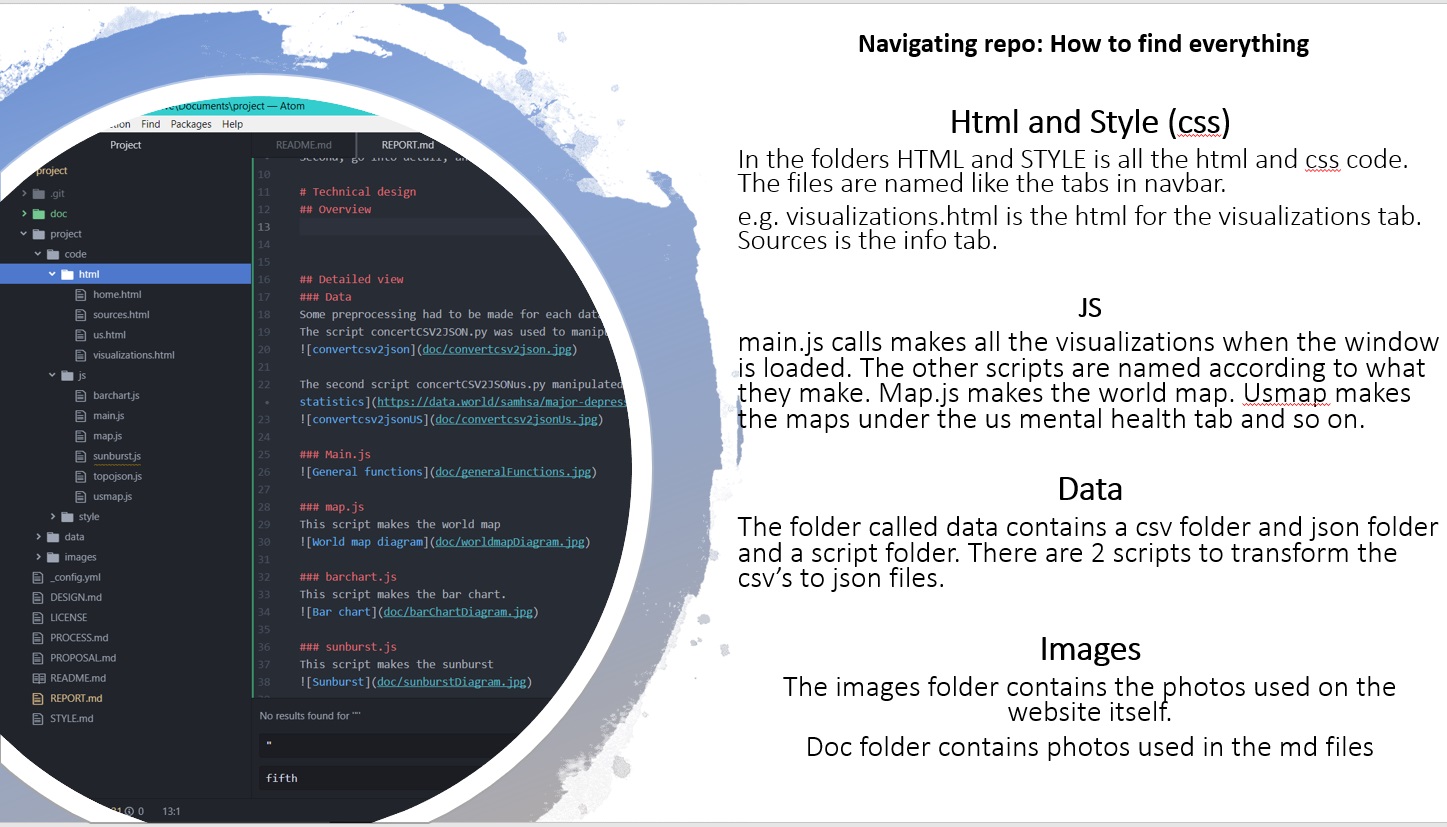 Navigating repo: How to find everything
Html and Style (css)
In the folders HTML and STYLE is all the html and css code.
The files are named like the tabs in navbar.
e.g. visualizations.html is the html for the visualizations tab.
Sources is the info tab.
JS
main.js calls makes all the visualizations when the window
is loaded. The other scripts are named according to what
they make. Map.js makes the world map. Usmap makes
the maps under the us mental health tab and so on.
Data
The folder called data contains a csv folder and json folder
and a script folder. There are 2 scripts to transform the
csv’s to json files.
Images
The images folder contains the photos used on the
website itself.
Doc folder contains photos used in the md files
\Documents\project — Atom
Find Packages Help
Project
project
.git
doc
project
code
html
home.html
sources.html
us.html
visualizations.html
js
barchart.js
main.js
map.js
sunburst.js
topojson.js
usmap.js
style
data
images
_config.yml
DESIGN.md
LICENSE
PROCESS.md
PROPOSAL.md
README.md
REPORT.md
STYLE.md
README.md
REPORT.md
10
11 # Technical design
12 ## Overview
13
14
15
16 ## Detailed view
17 ### Data
18 Some preprocessing had to be made for each dat
19 The script concertCSV2JSON.py was used to manip
20 ![convertcsv2json](doc/convertcsv2json.jpg)
21
22 The second script concertCSV2JSONus.py manipulated
• statistics](https://data.world/samhsa/major-depres
23 ![convertcsv2jsonUS](doc/convertcsv2jsonUs.jpg)
24
25 ### Main.js
26 ![General functions](doc/generalFunctions.jpg)
27
28 ### map.js
29 This script makes the world map
30 ![World map diagram](doc/worldmapDiagram.jpg)
31
32 ### barchart.js
33 This script makes the bar chart.
34 ![Bar chart](doc/barChartDiagram.jpg)
35
36 ### sunburst.js
37 This script makes the sunburst
38 ![Sunburst](doc/sunburstDiagram.jpg)
No results found for '"'
"
fifth
0 13:1